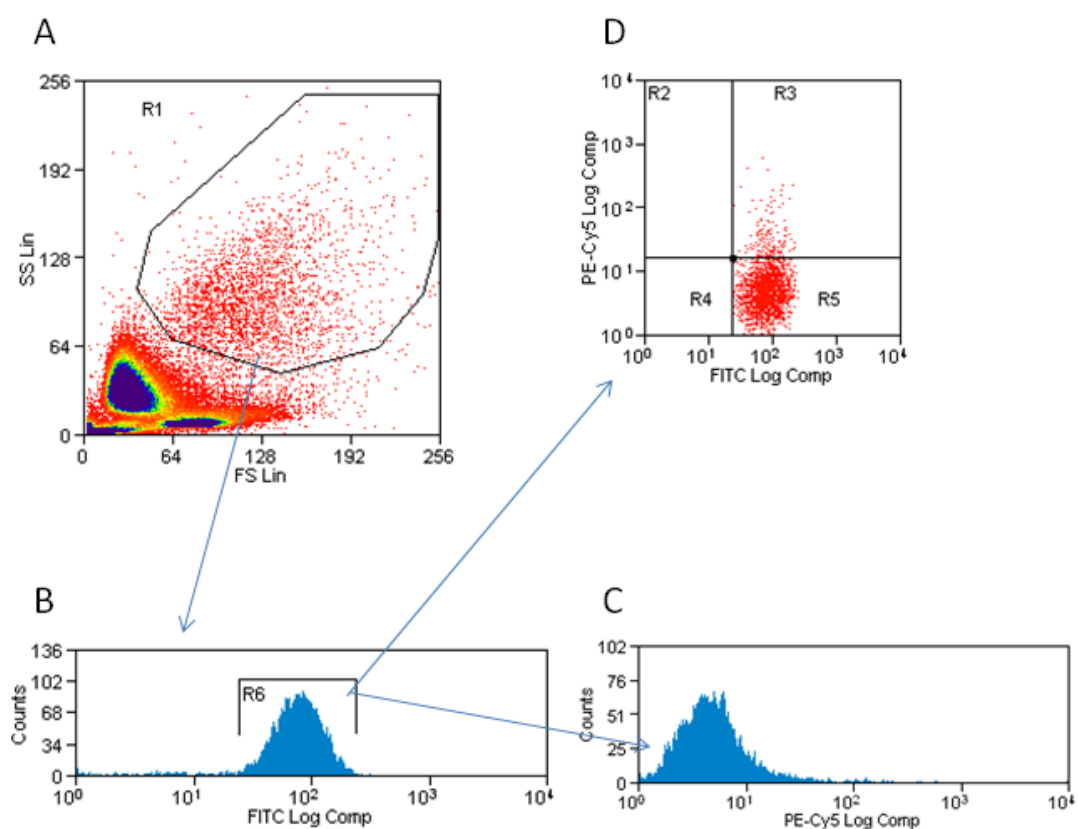 A
256
192
128
64
0
R1
SS Lin
0 64 128 192 256
FS Lin
D
10⁴
10³
10²
10¹
10⁰
R2 R3
R4 R5
PE-Cy5 Log Comp
10⁰ 10¹ 10² 10³ 10⁴
FITC Log Comp
B
136
102
68
34
0
R6
Counts
10⁰ 10¹ 10² 10³ 10⁴
FITC Log Comp
C
102
76
51
25
0
Counts
10⁰ 10¹ 10² 10³ 10⁴
PE-Cy5 Log Comp